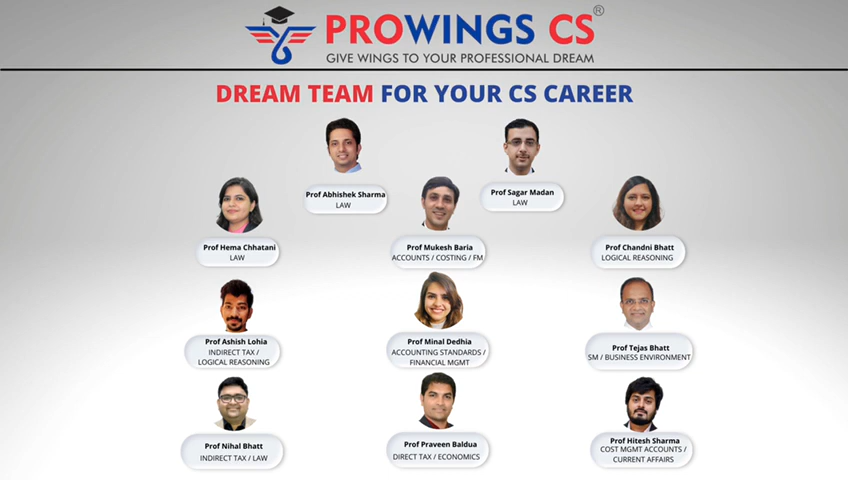 PROWINGS CS®
GIVE WINGS TO YOUR PROFESSIONAL DREAM
DREAM TEAM FOR YOUR CS CAREER
Prof Abhishek Sharma
LAW
Prof Sagar Madan
LAW
Prof Hema Chhatani
LAW
Prof Mukesh Baria
ACCOUNTS / COSTING / FM
Prof Chandni Bhatt
LOGICAL REASONING
Prof Ashish Lohia
INDIRECT TAX /
LOGICAL REASONING
Prof Minal Dedhia
ACCOUNTING STANDARDS /
FINANCIAL MGMT
Prof Tejas Bhatt
SM / BUSINESS ENVIRONMENT
Prof Nihal Bhatt
INDIRECT TAX / LAW
Prof Praveen Baldua
DIRECT TAX / ECONOMICS
Prof Hitesh Sharma
COST MGMT ACCOUNTS /
CURRENT AFFAIRS